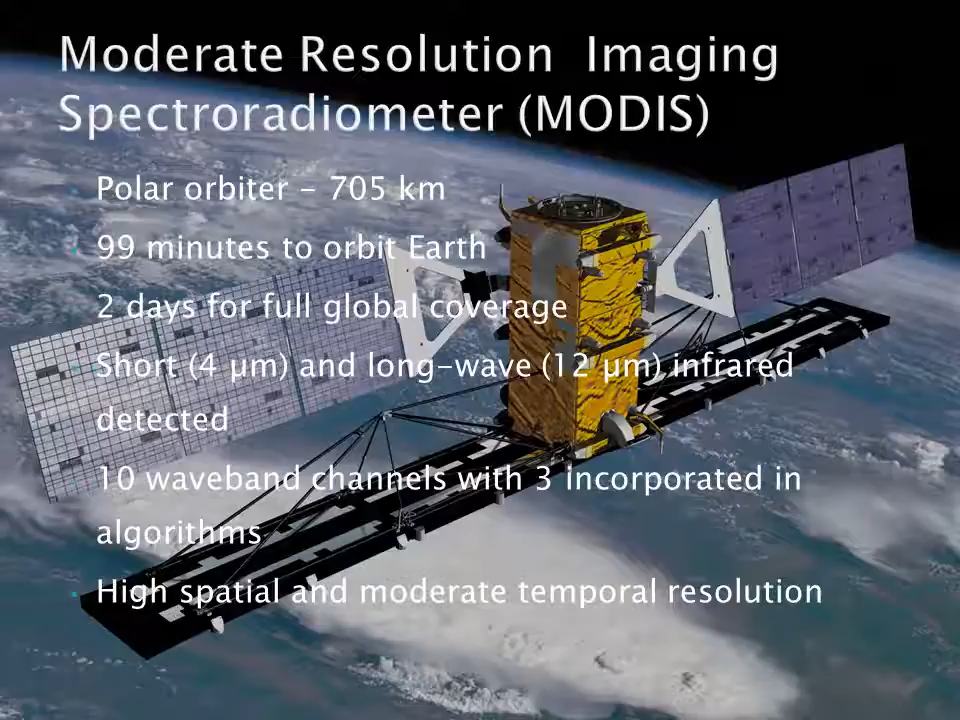 Moderate Resolution Imaging
Spectroradiometer (MODIS)
Polar orbiter - 705 km
99 minutes to orbit Earth
2 days for full global coverage
Short (4 µm) and long-wave (12 µm) infrared
detected
10 waveband channels with 3 incorporated in
algorithms
High spatial and moderate temporal resolution